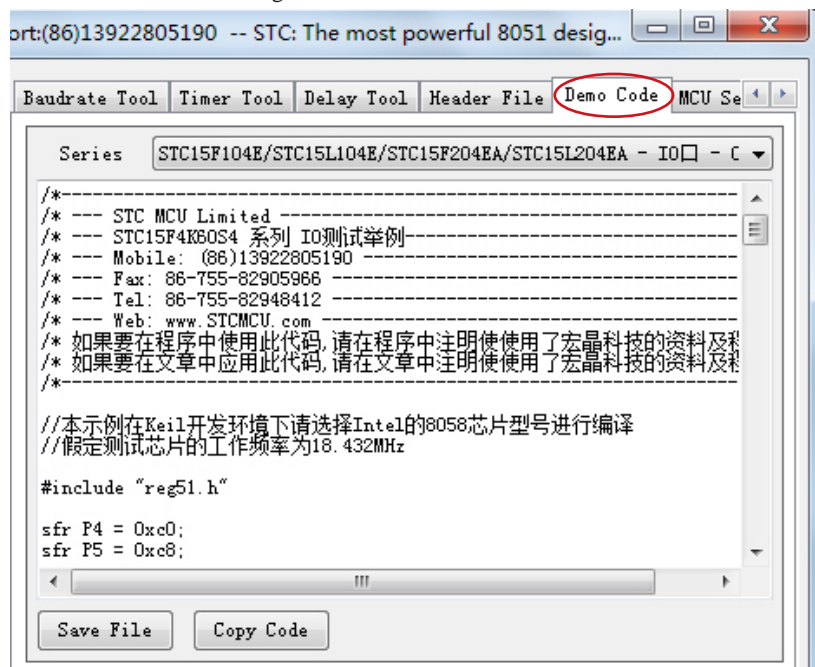 ort:(86)13922805190 -- STC: The most powerful 8051 desig...
Baudrate Tool Timer Tool Delay Tool Header File Demo Code MCU Se
Series STC15F104E/STC15L104E/STC15F204EA/STC15L204EA - IO口 - C
/*----------------------------------------------------------------
/* --- STC MCU Limited -------------------------------------------
/* --- STC15F4K60S4 系列 IO测试举例-------------------------------
/* --- Mobile: (86)13922805190 -----------------------------------
/* --- Fax: 86-755-82905966 --------------------------------------
/* --- Tel: 86-755-82948412 --------------------------------------
/* --- Web: www.STCMCU.com ---------------------------------------
/* 如果要在程序中使用此代码,请在程序中注明使使用了宏晶科技的资料及程
/* 如果要在文章中应用此代码,请在文章中注明使使用了宏晶科技的资料及程
/*----------------------------------------------------------------
//本示例在Keil开发环境下请选择Intel的8058芯片型号进行编译
//假定测试芯片的工作频率为18.432MHz
#include "reg51.h"
sfr P4 = 0xc0;
sfr P5 = 0xc8;
Save File Copy Code